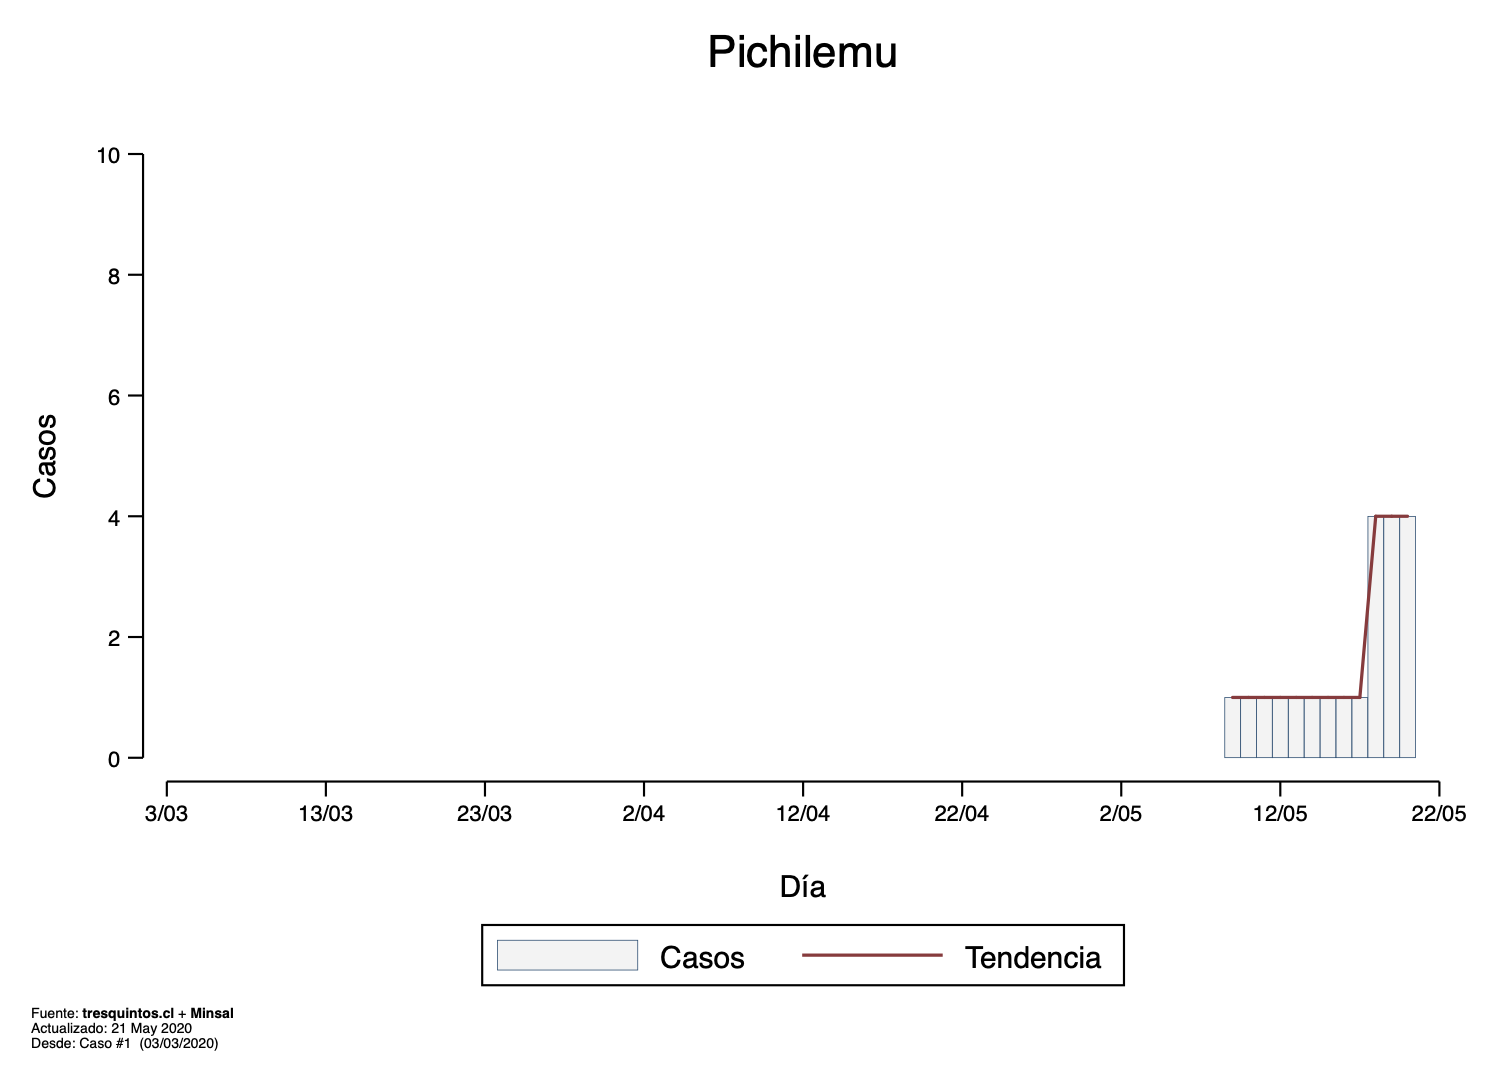 Pichilemu
10
8
6
4
2
0
Casos
3/03 13/03 23/03 2/04 12/04 22/04 2/05 12/05 22/05
Día
Casos Tendencia
Fuente: tresquintos.cl + Minsal
Actualizado: 21 May 2020
Desde: Caso #1 (03/03/2020)